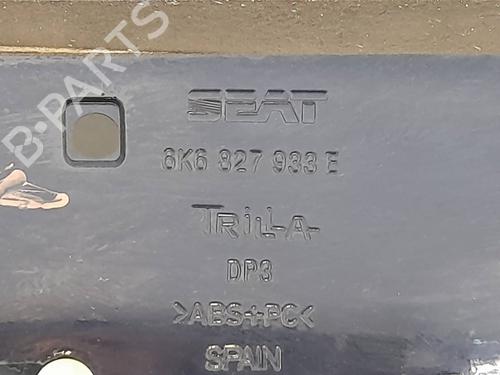 SEAT
6K6 827 933 E
TRILLA
DP3
>ABS+PC<
SPAIN
B-PARTS